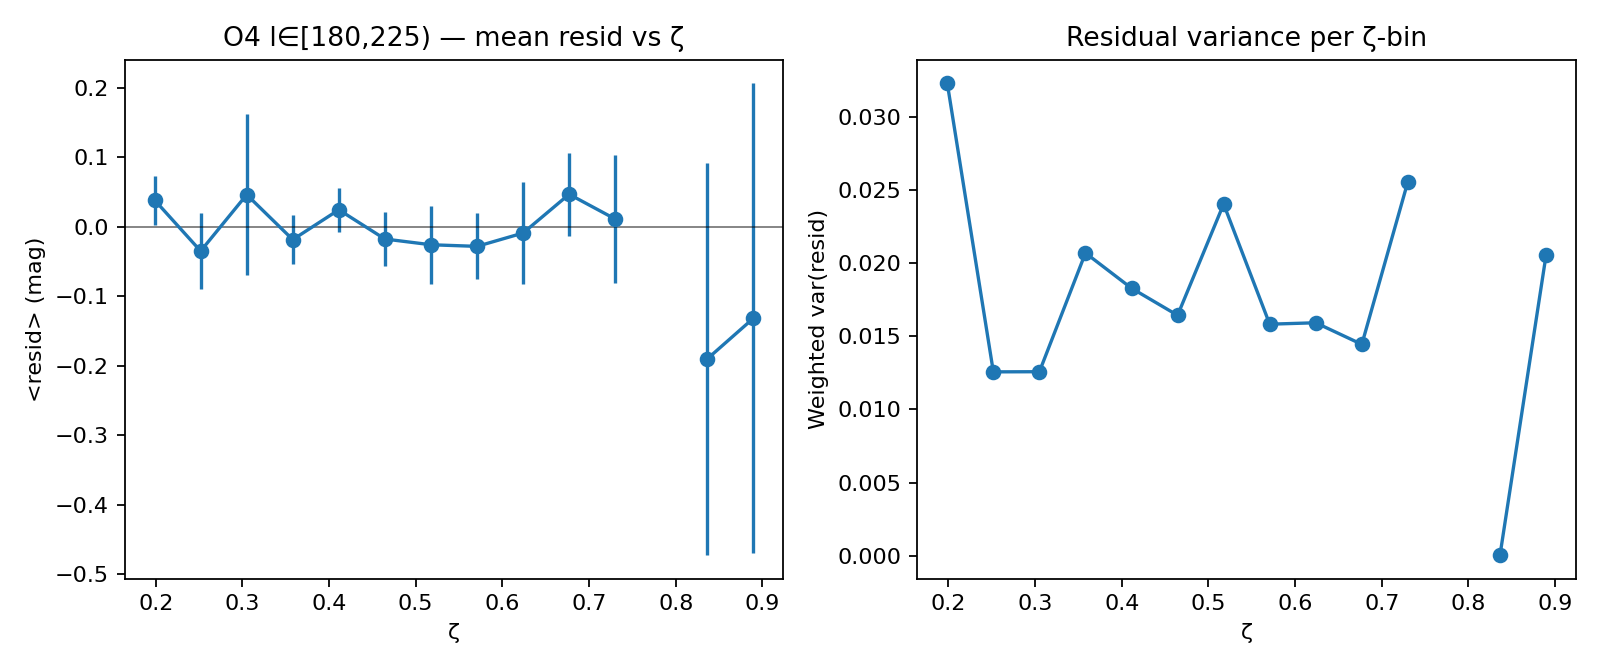 O4 l∈[180,225) — mean resid vs ζ
<resid> (mag)
0.2
0.1
0.0
−0.1
−0.2
−0.3
−0.4
−0.5
0.2 0.3 0.4 0.5 0.6 0.7 0.8 0.9
ζ
Residual variance per ζ-bin
Weighted var(resid)
0.030
0.025
0.020
0.015
0.010
0.005
0.000
0.2 0.3 0.4 0.5 0.6 0.7 0.8 0.9
ζ